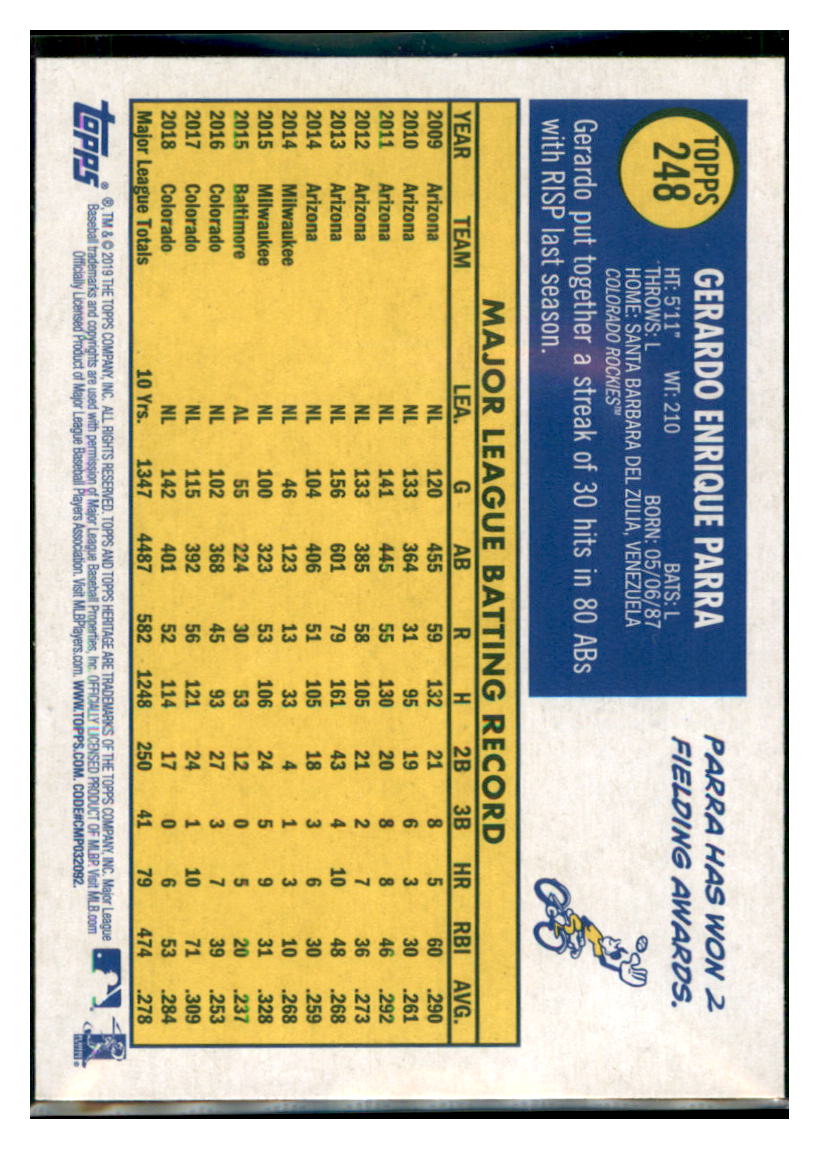 TOPPS
248
GERARDO ENRIQUE PARRA
HT: 5'11" WT: 210 BATS: L
THROWS: L BORN: 05/06/87
HOME: SANTA BARBARA DEL ZULIA, VENEZUELA
COLORADO ROCKIES™
Gerardo put together a streak of 30 hits in 80 ABs
with RISP last season.
PARRA HAS WON 2
FIELDING AWARDS.
MAJOR LEAGUE BATTING RECORD
YEAR TEAM LEA. G AB R H 2B 3B HR RBI AVG.
2009 Arizona NL 120 455 59 132 21 8 5 60 .290
2010 Arizona NL 133 364 31 95 19 6 3 30 .261
2011 Arizona NL 141 445 55 130 20 8 8 46 .292
2012 Arizona NL 133 385 58 105 21 2 7 36 .273
2013 Arizona NL 156 601 79 161 43 4 10 48 .268
2014 Arizona NL 104 406 51 105 18 3 6 30 .259
2014 Milwaukee NL 46 123 13 33 4 1 3 10 .268
2015 Milwaukee NL 100 323 53 106 24 5 9 31 .328
2015 Baltimore AL 55 224 30 53 12 0 5 20 .237
2016 Colorado NL 102 368 45 93 27 3 7 39 .253
2017 Colorado NL 115 392 56 121 24 1 10 71 .309
2018 Colorado NL 142 401 52 114 17 0 6 53 .284
Major League Totals 10 Yrs. 1347 4487 582 1248 250 41 79 474 .278
topps®
®, TM & © 2019 THE TOPPS COMPANY, INC. ALL RIGHTS RESERVED. TOPPS AND TOPPS HERITAGE ARE TRADEMARKS OF THE TOPPS COMPANY, INC. Major League
Baseball trademarks and copyrights are used with permission of Major League Baseball Properties, Inc. OFFICIALLY LICENSED PRODUCT OF MLBP. Visit MLB.com
Officially Licensed Product of Major League Baseball Players Association. Visit MLBPlayers.com. WWW.TOPPS.COM. CODE#CMP032092.